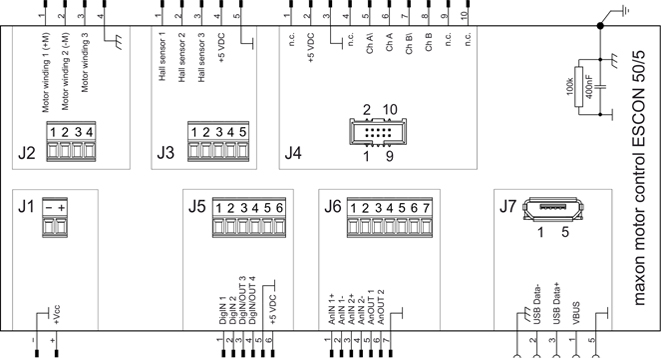 1 2 3 4
1 2 3 4 5
1 2 3 4 5 6 7 8 9 10
Motor winding 1 (+M)
Motor winding 2 (-M)
Motor winding 3
Hall sensor 1
Hall sensor 2
Hall sensor 3
+5 VDC
n.c.
+5 VDC
n.c.
Ch A\
Ch A
Ch B\
Ch B
n.c.
n.c.
100k
400nF
J2
1 2 3 4
J3
1 2 3 4 5
J4
2 10
1 9
maxon motor control ESCON 50/5
J1
− +
J5
1 2 3 4 5 6
J6
1 2 3 4 5 6 7
J7
1 5
+Vcc
DigIN 1
DigIN 2
DigIN/OUT 3
DigIN/OUT 4
+5 VDC
AnIN 1+
AnIN 1-
AnIN 2+
AnIN 2-
AnOUT 1
AnOUT 2
USB Data-
USB Data+
VBUS
− +
1 2 3 4 5 6
1 2 3 4 5 6 7
2 3 1 5